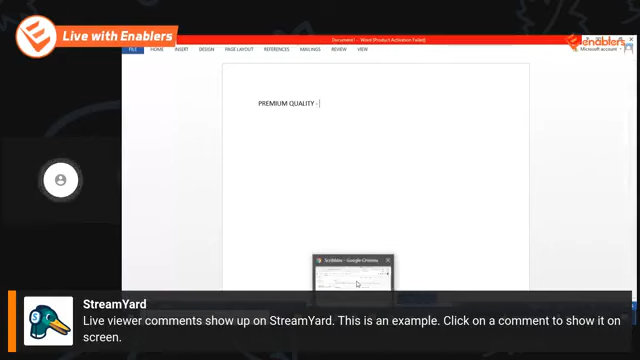 Live with Enablers
Document1 - Word (Product Activation Failed)
Enablers
FILE HOME INSERT DESIGN PAGE LAYOUT REFERENCES MAILINGS REVIEW VIEW
Microsoft account
PREMIUM QUALITY -
Scribbles - Google Chrome
StreamYard
Live viewer comments show up on StreamYard. This is an example. Click on a comment to show it on
screen.